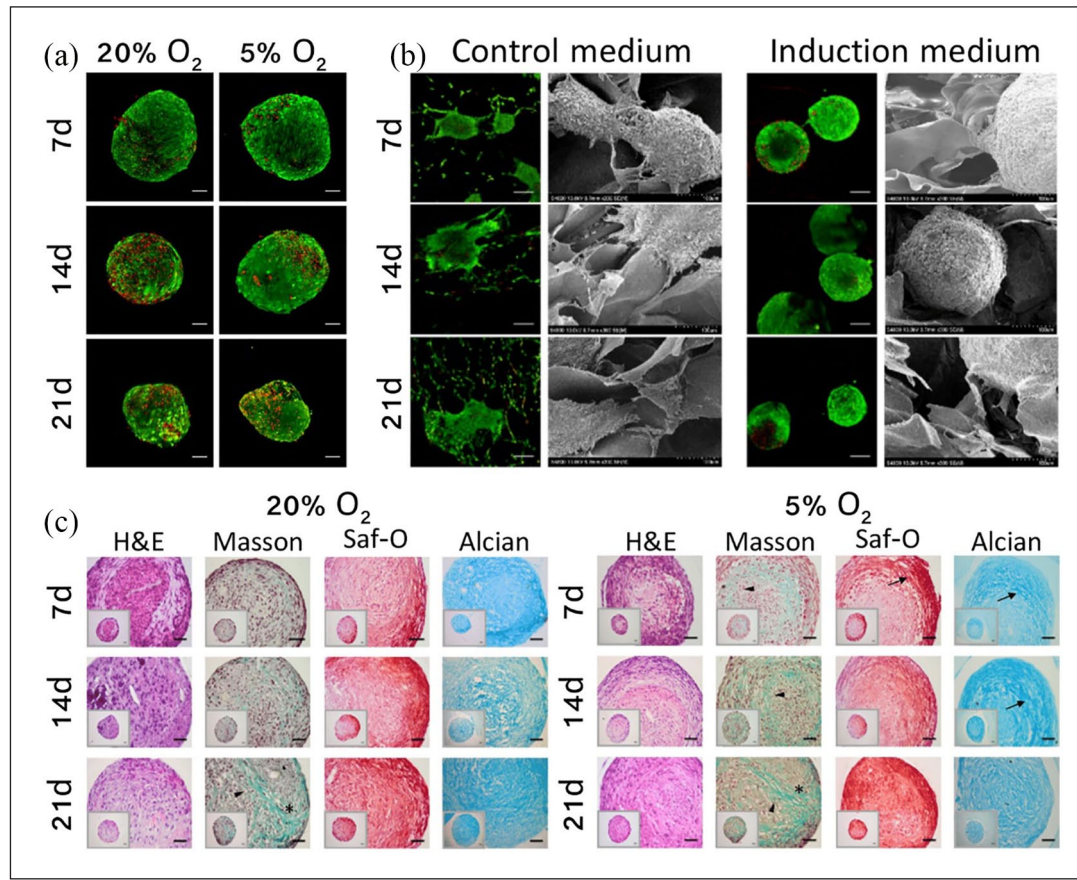 (a) 20% O₂ 5% O₂
7d
14d
21d
(b) Control medium Induction medium
(c) 20% O₂ 5% O₂
H&E Masson Saf-O Alcian H&E Masson Saf-O Alcian
7d 7d
14d 14d
21d 21d